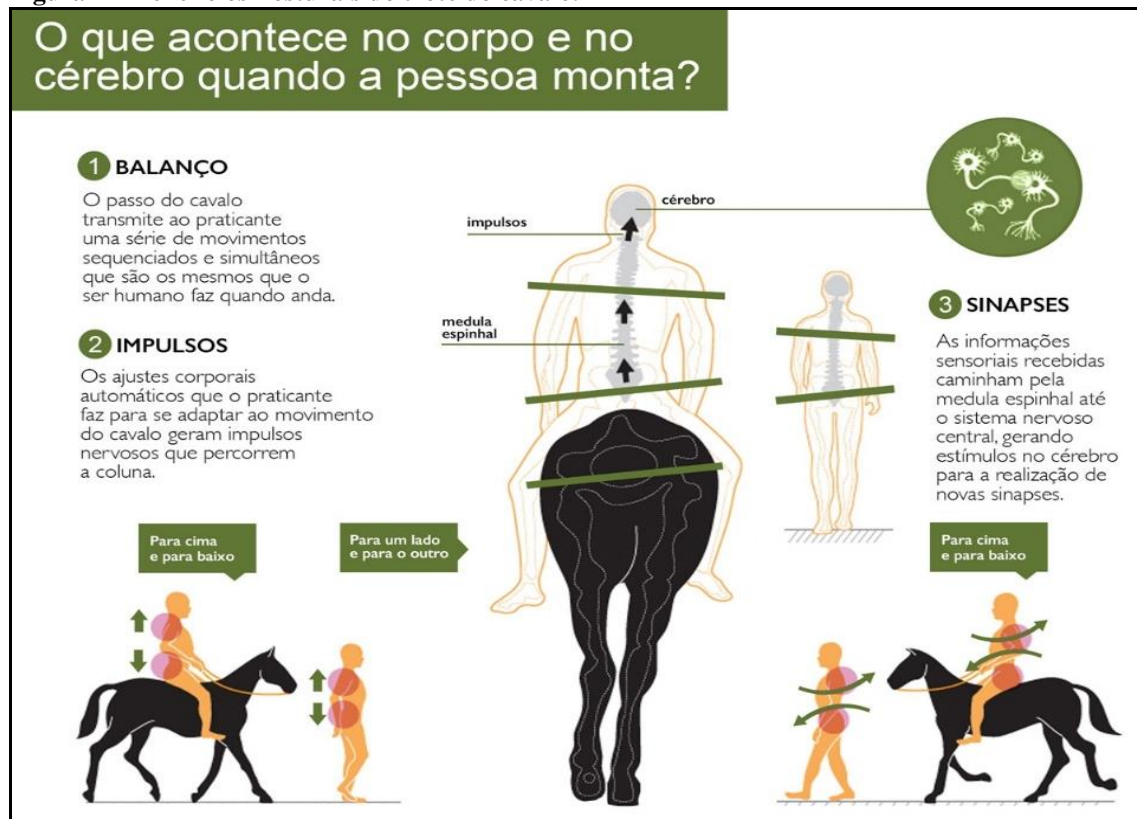 O que acontece no corpo e no
cérebro quando a pessoa monta?
1 BALANÇO
O passo do cavalo
transmite ao praticante
uma série de movimentos
sequenciados e simultâneos
que são os mesmos que o
ser humano faz quando anda.
2 IMPULSOS
Os ajustes corporais
automáticos que o praticante
faz para se adaptar ao movimento
do cavalo geram impulsos
nervosos que percorrem
a coluna.
impulsos
cérebro
medula
espinhal
3 SINAPSES
As informações
sensoriais recebidas
caminham pela
medula espinhal até
o sistema nervoso
central, gerando
estímulos no cérebro
para a realização de
novas sinapses.
Para cima
e para baixo
Para um lado
e para o outro
Para cima
e para baixo